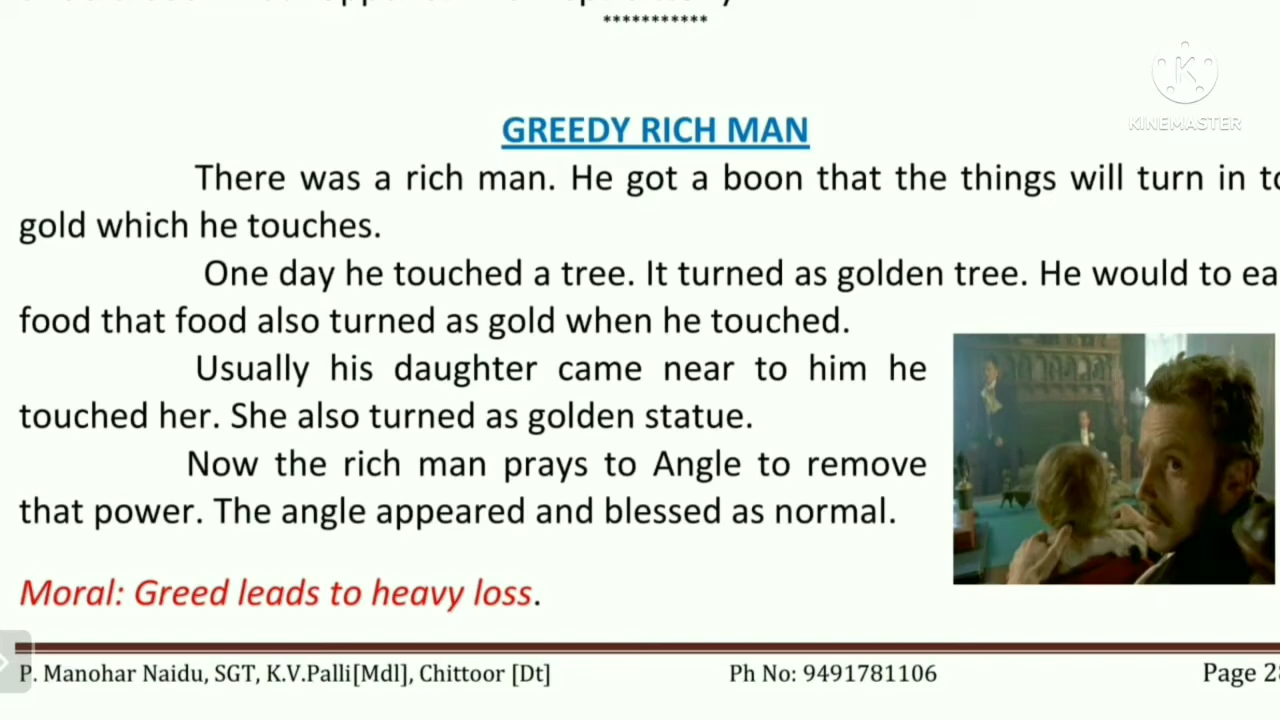 ***********
KINEMASTER
GREEDY RICH MAN
There was a rich man. He got a boon that the things will turn in
gold which he touches.
One day he touched a tree. It turned as golden tree. He would to
food that food also turned as gold when he touched.
Usually his daughter came near to him he
touched her. She also turned as golden statue.
Now the rich man prays to Angle to remove
that power. The angle appeared and blessed as normal.
Moral: Greed leads to heavy loss.
P. Manohar Naidu, SGT, K.V.Palli[Mdl], Chittoor [Dt] Ph No: 9491781106 Page